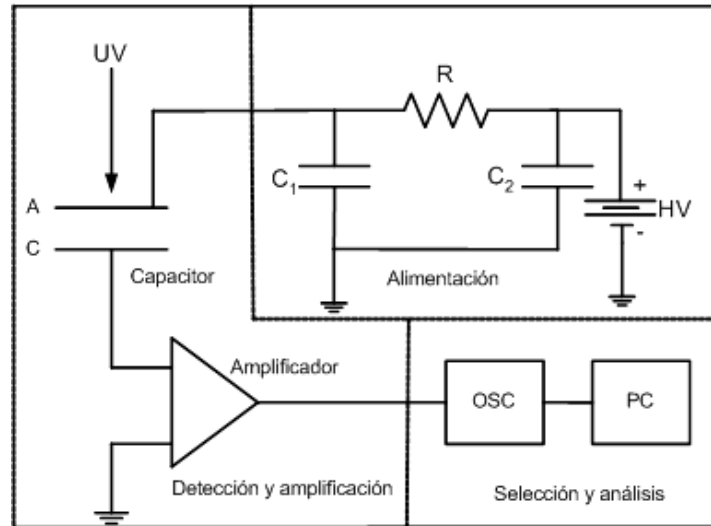 UV
R
C1
C2
+
HV
-
A
C
Capacitor
Alimentación
Amplificador
OSC
PC
Detección y amplificación
Selección y análisis